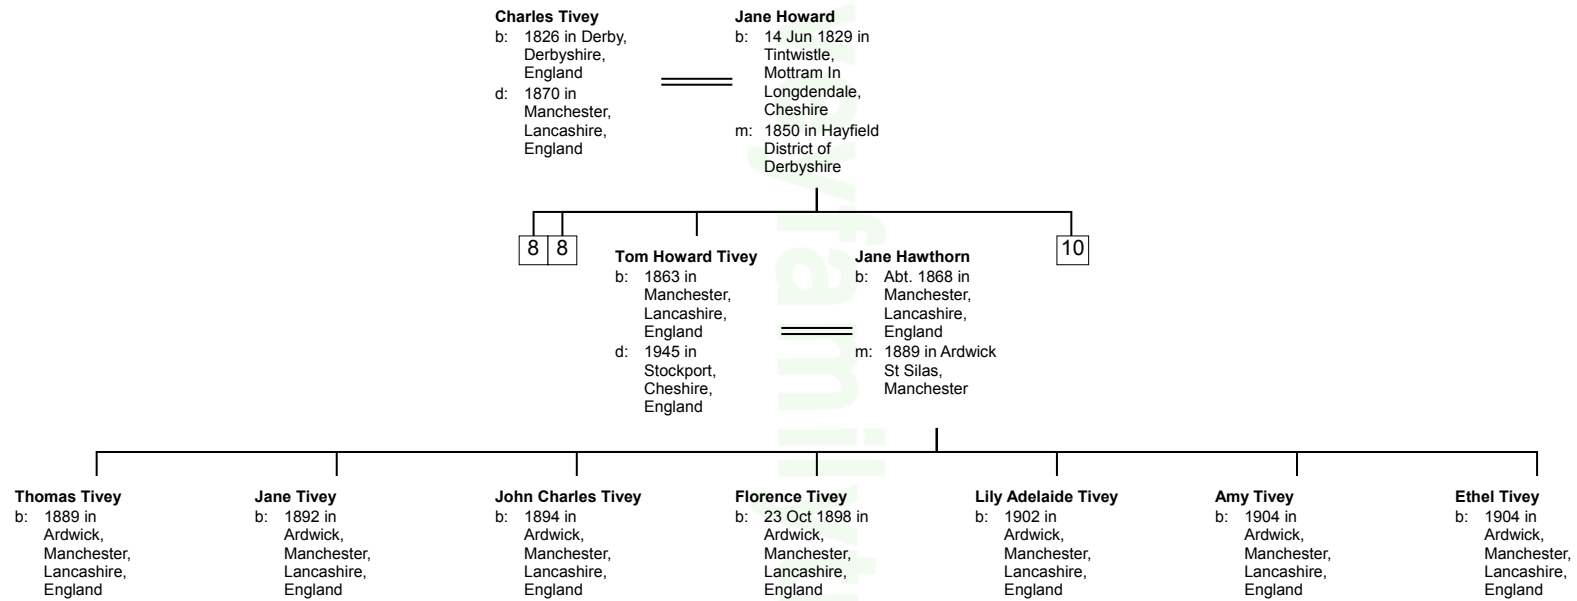 Charles Tivey
b: 1826 in Derby,
Derbyshire,
England
d: 1870 in
Manchester,
Lancashire,
England
Jane Howard
b: 14 Jun 1829 in
Tintwistle,
Mottram In
Longdendale,
Cheshire
m: 1850 in Hayfield
District of
Derbyshire
8
8
Tom Howard Tivey
b: 1863 in
Manchester,
Lancashire,
England
d: 1945 in
Stockport,
Cheshire,
England
Jane Hawthorn
b: Abt. 1868 in
Manchester,
Lancashire,
England
m: 1889 in Ardwick
St Silas,
Manchester
10
Thomas Tivey
b: 1889 in
Ardwick,
Manchester,
Lancashire,
England
Jane Tivey
b: 1892 in
Ardwick,
Manchester,
Lancashire,
England
John Charles Tivey
b: 1894 in
Ardwick,
Manchester,
Lancashire,
England
Florence Tivey
b: 23 Oct 1898 in
Ardwick,
Manchester,
Lancashire,
England
Lily Adelaide Tivey
b: 1902 in
Ardwick,
Manchester,
Lancashire,
England
Amy Tivey
b: 1904 in
Ardwick,
Manchester,
Lancashire,
England
Ethel Tivey
b: 1904 in
Ardwick,
Manchester,
Lancashire,
England